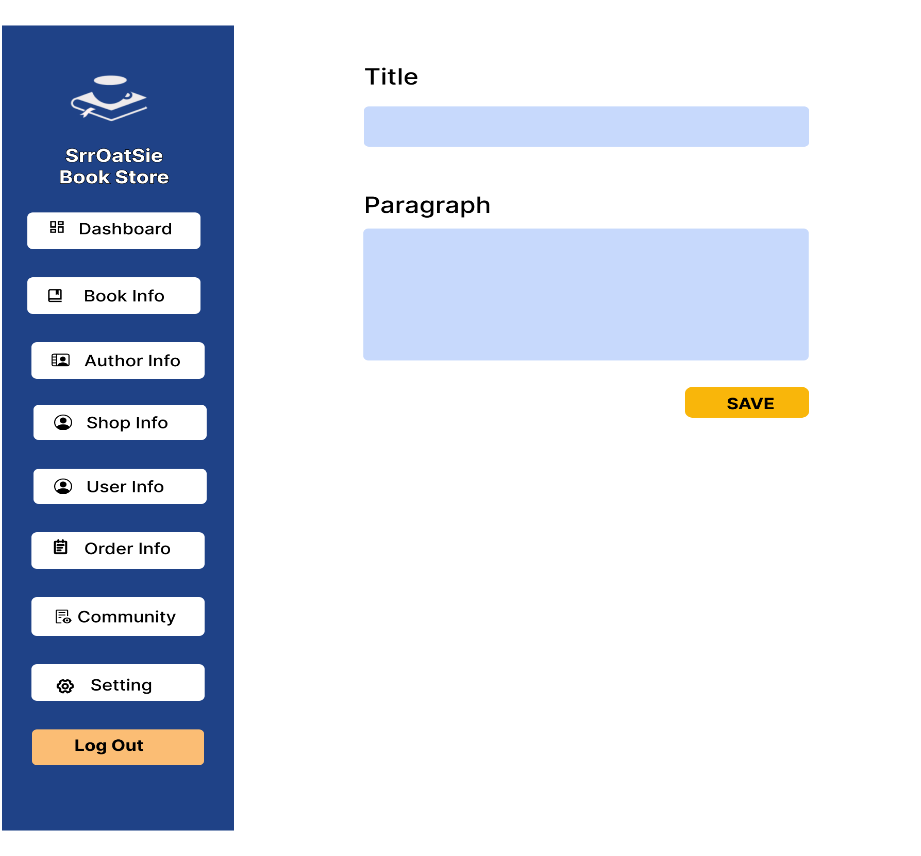 SrrOatSie
Book Store
Dashboard
Book Info
Author Info
Shop Info
User Info
Order Info
Community
Setting
Log Out
Title
Paragraph
SAVE